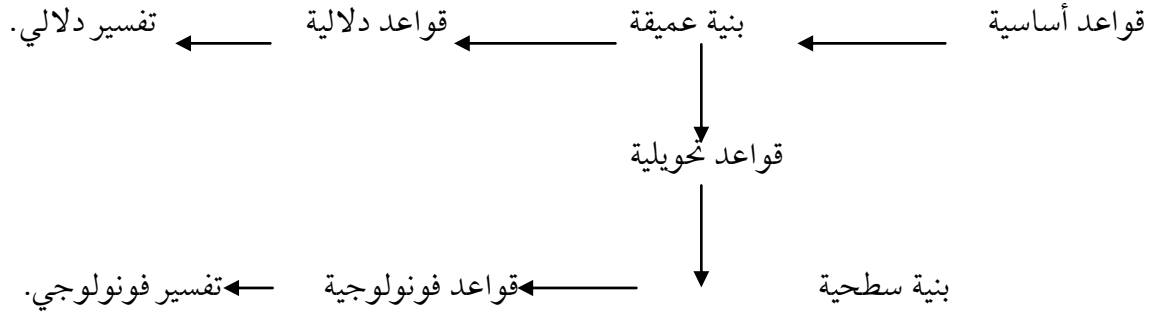 قواعد أساسية بنية عميقة قواعد دلالية تفسير دلالي.
قواعد تحويلية
بنية سطحية قواعد فونولوجية تفسير فونولوجي.